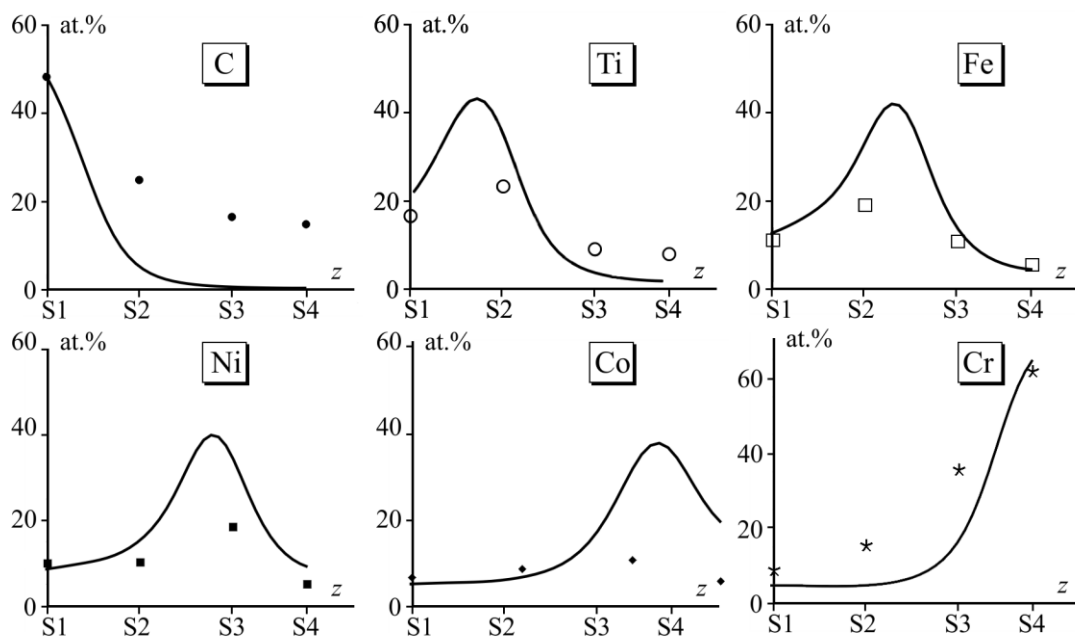 60 at.% 60 at.% 60 at.%
C Ti Fe
40 40 40
20 20 20
z z z
0 0 0
S1 S2 S3 S4 S1 S2 S3 S4 S1 S2 S3 S4
60 at.% 60 at.% at.%
Ni Co Cr
60
40 40 40
20 20 20
z z z
0 0 0
S1 S2 S3 S4 S1 S2 S3 S4 S1 S2 S3 S4